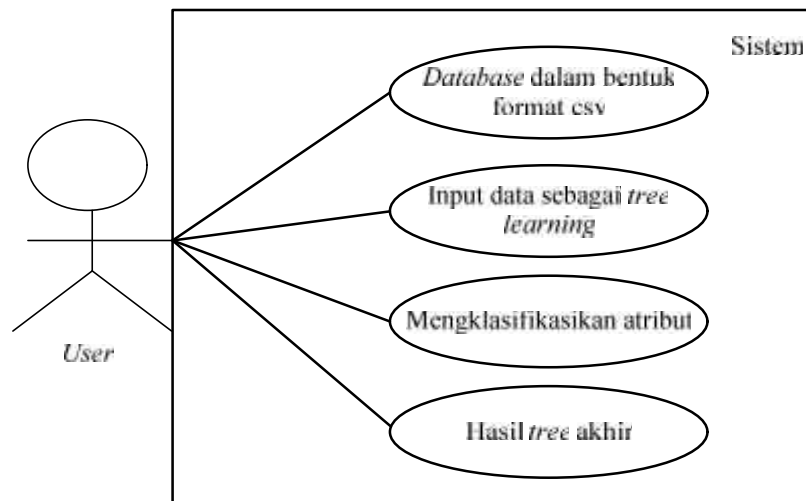 Sistem
Database dalam bentuk
format csv
Input data sebagai tree
learning
Mengklasifikasikan atribut
User
Hasil tree akhir